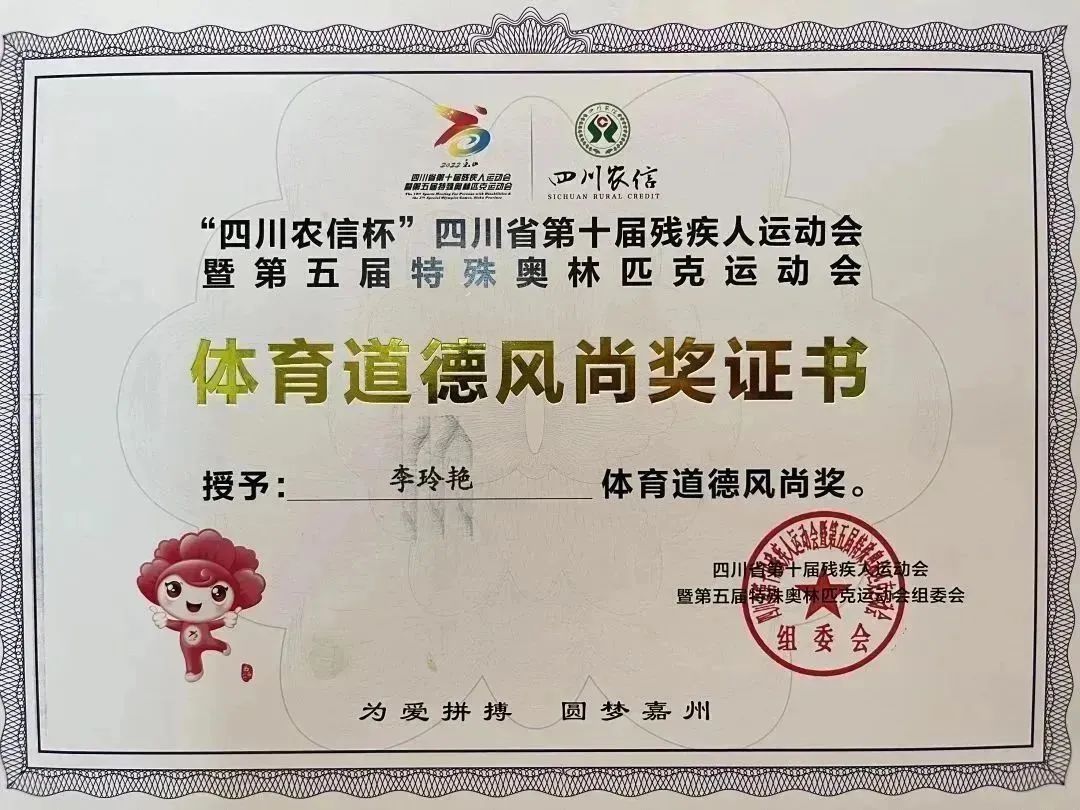 2022·乐山
四川省第十届残疾人运动会
暨第五届特殊奥林匹克运动会
四川农信
SICHUAN RURAL CREDIT
“四川农信杯”四川省第十届残疾人运动会
暨第五届特殊奥林匹克运动会
体育道德风尚奖证书
授予：李玲艳 体育道德风尚奖。
四川省第十届残疾人运动会
暨第五届特殊奥林匹克运动会组委会
组委会
为爱拼搏 圆梦嘉州